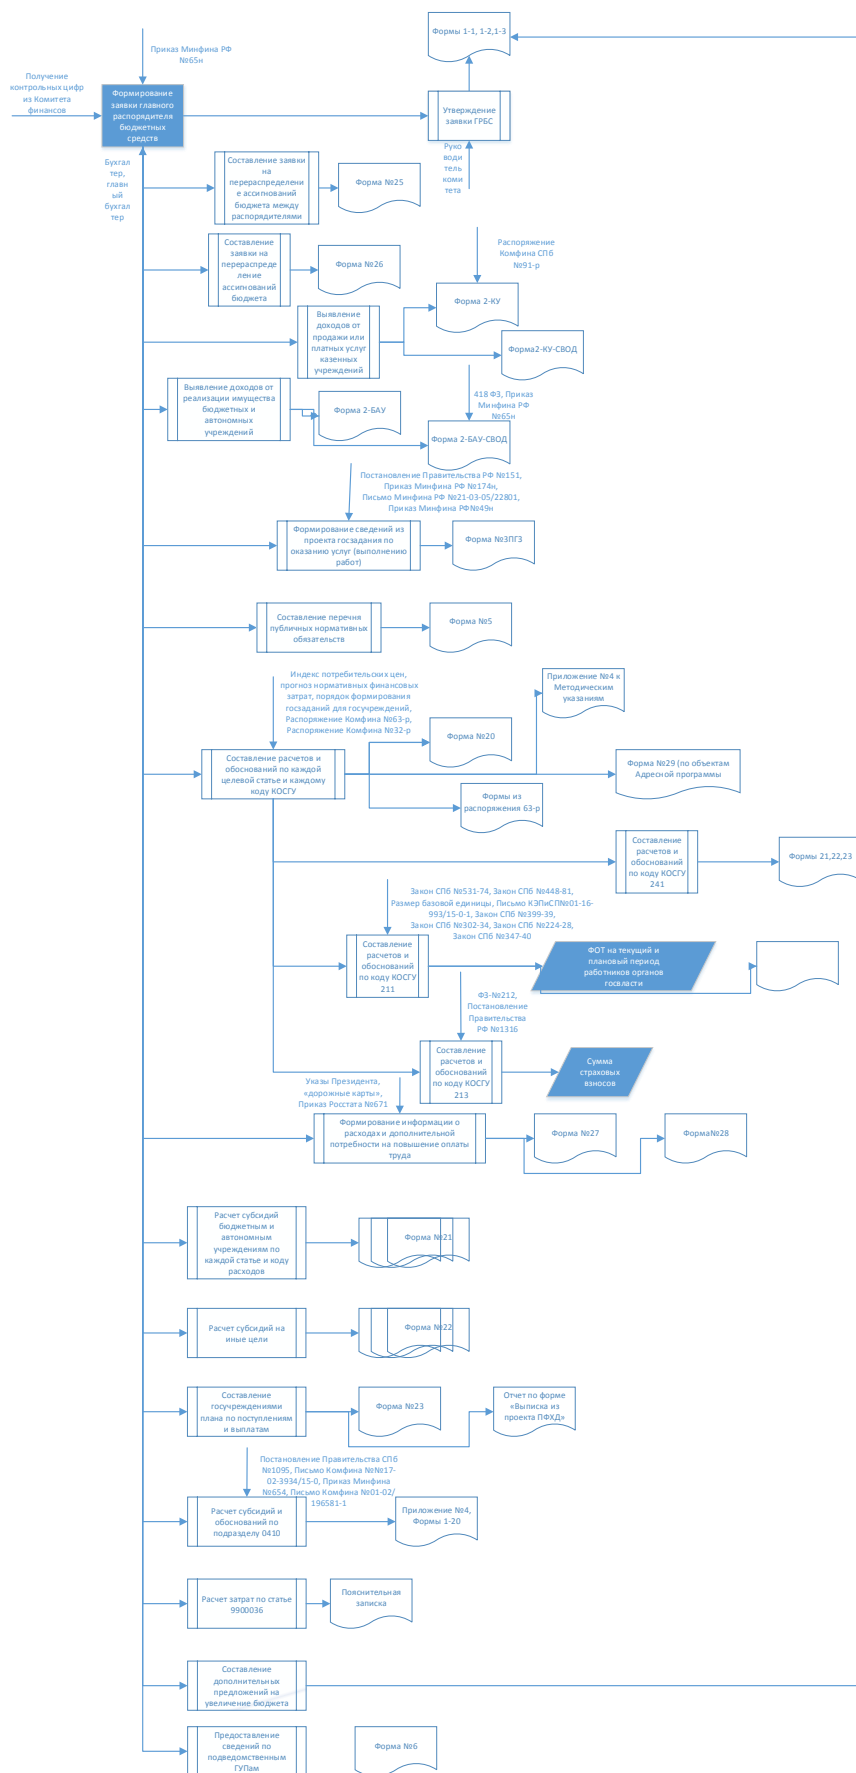 Формы 1-1, 1-2,1-3
Приказ Минфина РФ
№65н
Получение
контрольных цифр
из Комитета
финансов
Формирование
заявки главного
распорядителя
бюджетных
средств
Утверждение
заявки ГРБС
Руко
води
тель
коми
тета
Бухгал
тер,
главн
ый
бухгал
тер
Составление заявки
на
перераспределени
е ассигнований
бюджета между
распорядителями
Форма №25
Составление
заявки на
перераспреде
ление
ассигнований
бюджета
Форма №26
Распоряжение
Комфина СПб
№91-р
Форма 2-КУ
Выявление
доходов от
продажи или
платных услуг
казенных
учреждений
Форма2-КУ-СВОД
Выявление доходов от
реализации имущества
бюджетных и
автономных
учреждений
Форма 2-БАУ
418 ФЗ, Приказ
Минфина РФ
№65н
Форма 2-БАУ-СВОД
Постановление Правительства РФ №151,
Приказ Минфина РФ №174н,
Письмо Минфина РФ №21-03-05/22801,
Приказ Минфина РФ№49н
Формирование сведений из
проекта госзадания по
оказанию услуг (выполнению
работ)
Форма №3ПГЗ
Составление перечня
публичных нормативных
обязательств
Форма №5
Индекс потребительских цен,
прогноз нормативных финансовых
затрат, порядок формирования
госзаданий для госучреждений,
Распоряжение Комфина №63-р,
Распоряжение Комфина №32-р
Приложение №4 к
Методическим
указаниям
Форма №20
Составление расчетов и
обоснований по каждой
целевой статье и каждому
коду КОСГУ
Форма №29 (по объектам
Адресной программы
Формы из
распоряжения 63-р
Составление
расчетов и
обоснований
по коду КОСГУ
241
Формы 21,22,23
Закон СПб №531-74, Закон СПб №448-81,
Размер базовой единицы, Письмо КЭПиСП№01-16-
993/15-0-1, Закон СПб №399-39,
Закон СПб №302-34, Закон СПб №224-28,
Закон СПб №347-40
Составление
расчетов и
обоснований
по коду КОСГУ
211
ФОТ на текущий и
плановый период
работников органов
госвласти
ФЗ-№212,
Постановление
Правительства
РФ №1316
Составление
расчетов и
обоснований
по коду КОСГУ
213
Сумма
страховых
взносов
Указы Президента,
«дорожные карты»,
Приказ Росстата №671
Формирование информации о
расходах и дополнительной
потребности на повышение оплаты
труда
Форма №27
Форма№28
Расчет субсидий
бюджетным и
автономным
учреждениям по
каждой статье и коду
расходов
Форма №21
Расчет субсидий на
иные цели
Форма №22
Составление
госучреждениями
плана по поступлениям
и выплатам
Форма №23
Отчет по форме
«Выписка из
проекта ПФХД»
Постановление Правительства СПб
№1095, Письмо Комфина №№17-
02-3934/15-0, Приказ Минфина
№654, Письмо Комфина №01-02/
196581-1
Расчет субсидий и
обоснований по
подразделу 0410
Приложение №4,
Формы 1-20
Расчет затрат по статье
9900036
Пояснительная
записка
Составление
дополнительных
предложений на
увеличение бюджета
Предоставление
сведений по
подведомственным
ГУПам
Форма №6